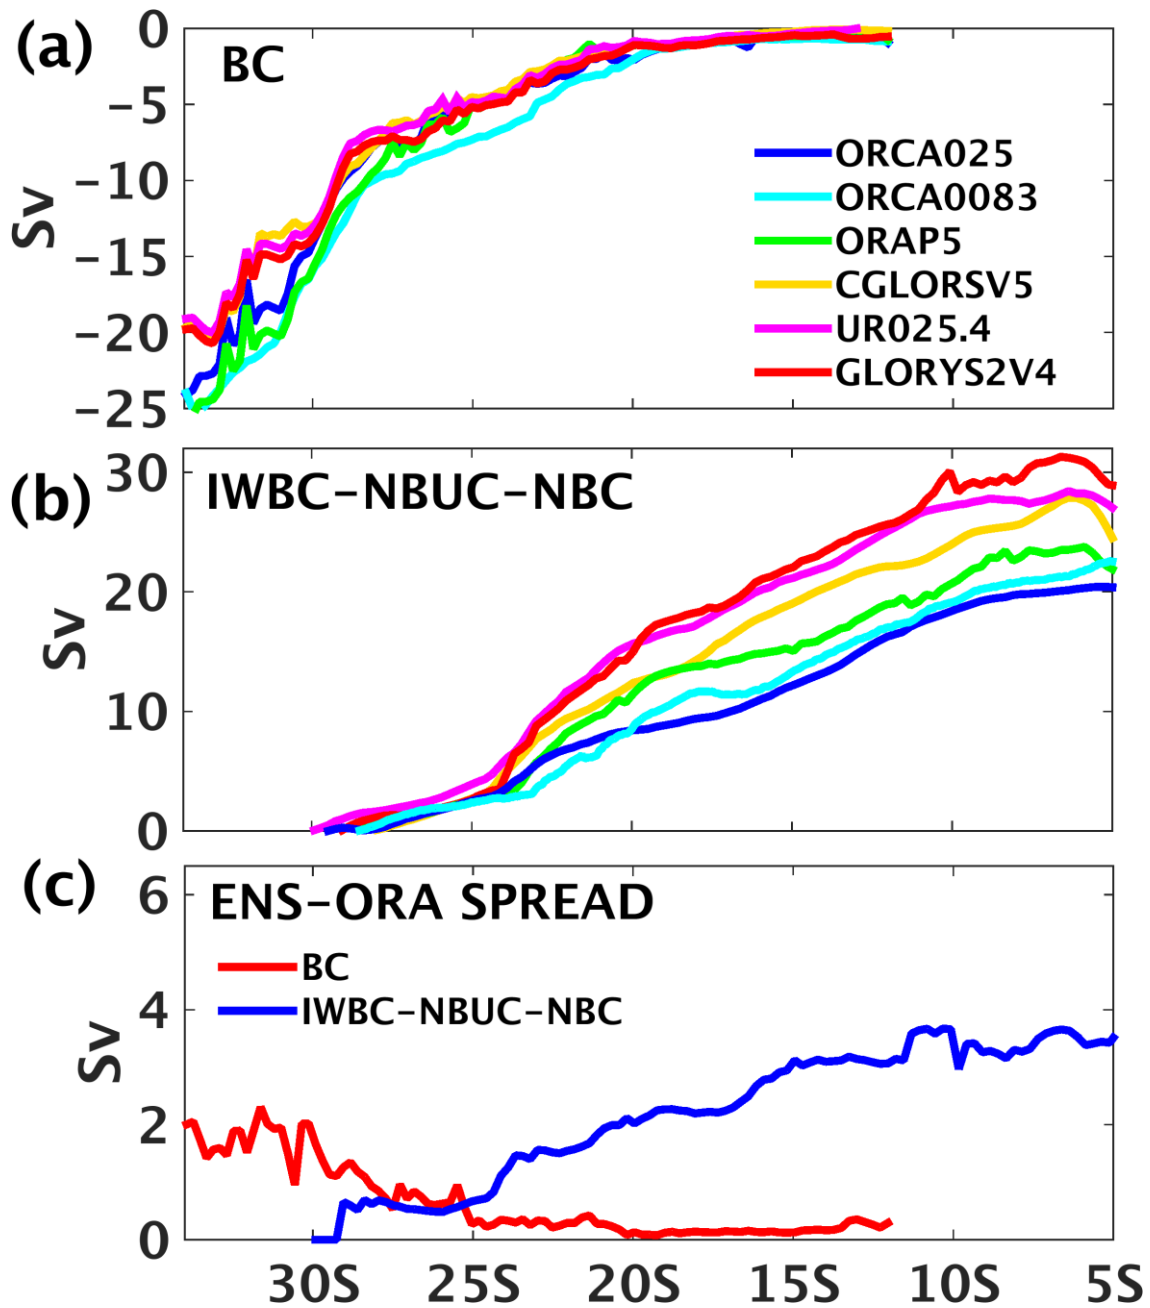 (a)
BC
0
-5
-10
-15
-20
-25
Sv
ORCA025
ORCA0083
ORAP5
CGLORSV5
UR025.4
GLORYS2V4
(b)
IWBC-NBUC-NBC
30
20
10
0
Sv
(c)
ENS-ORA SPREAD
BC
IWBC-NBUC-NBC
6
4
2
0
Sv
30S 25S 20S 15S 10S 5S